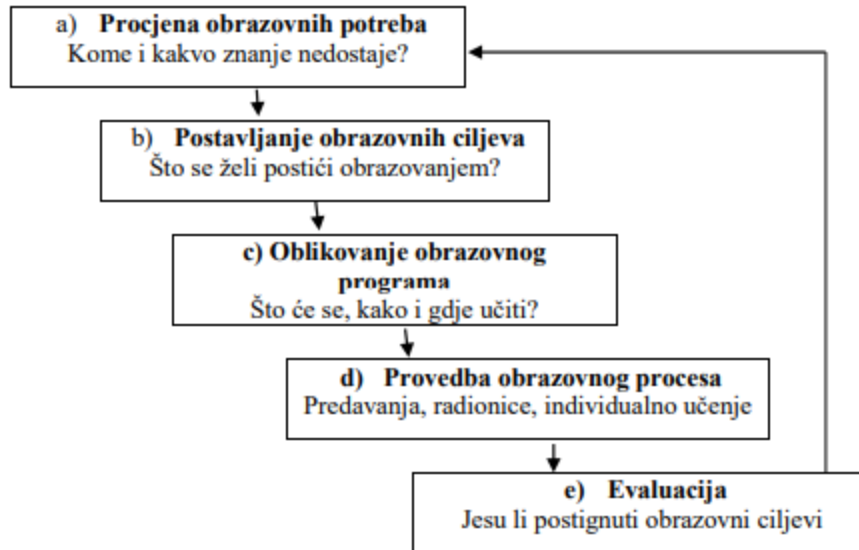 a) Procjena obrazovnih potreba
Kome i kakvo znanje nedostaje?
b) Postavljanje obrazovnih ciljeva
Što se želi postići obrazovanjem?
c) Oblikovanje obrazovnog
programa
Što će se, kako i gdje učiti?
d) Provedba obrazovnog procesa
Predavanja, radionice, individualno učenje
e) Evaluacija
Jesu li postignuti obrazovni ciljevi